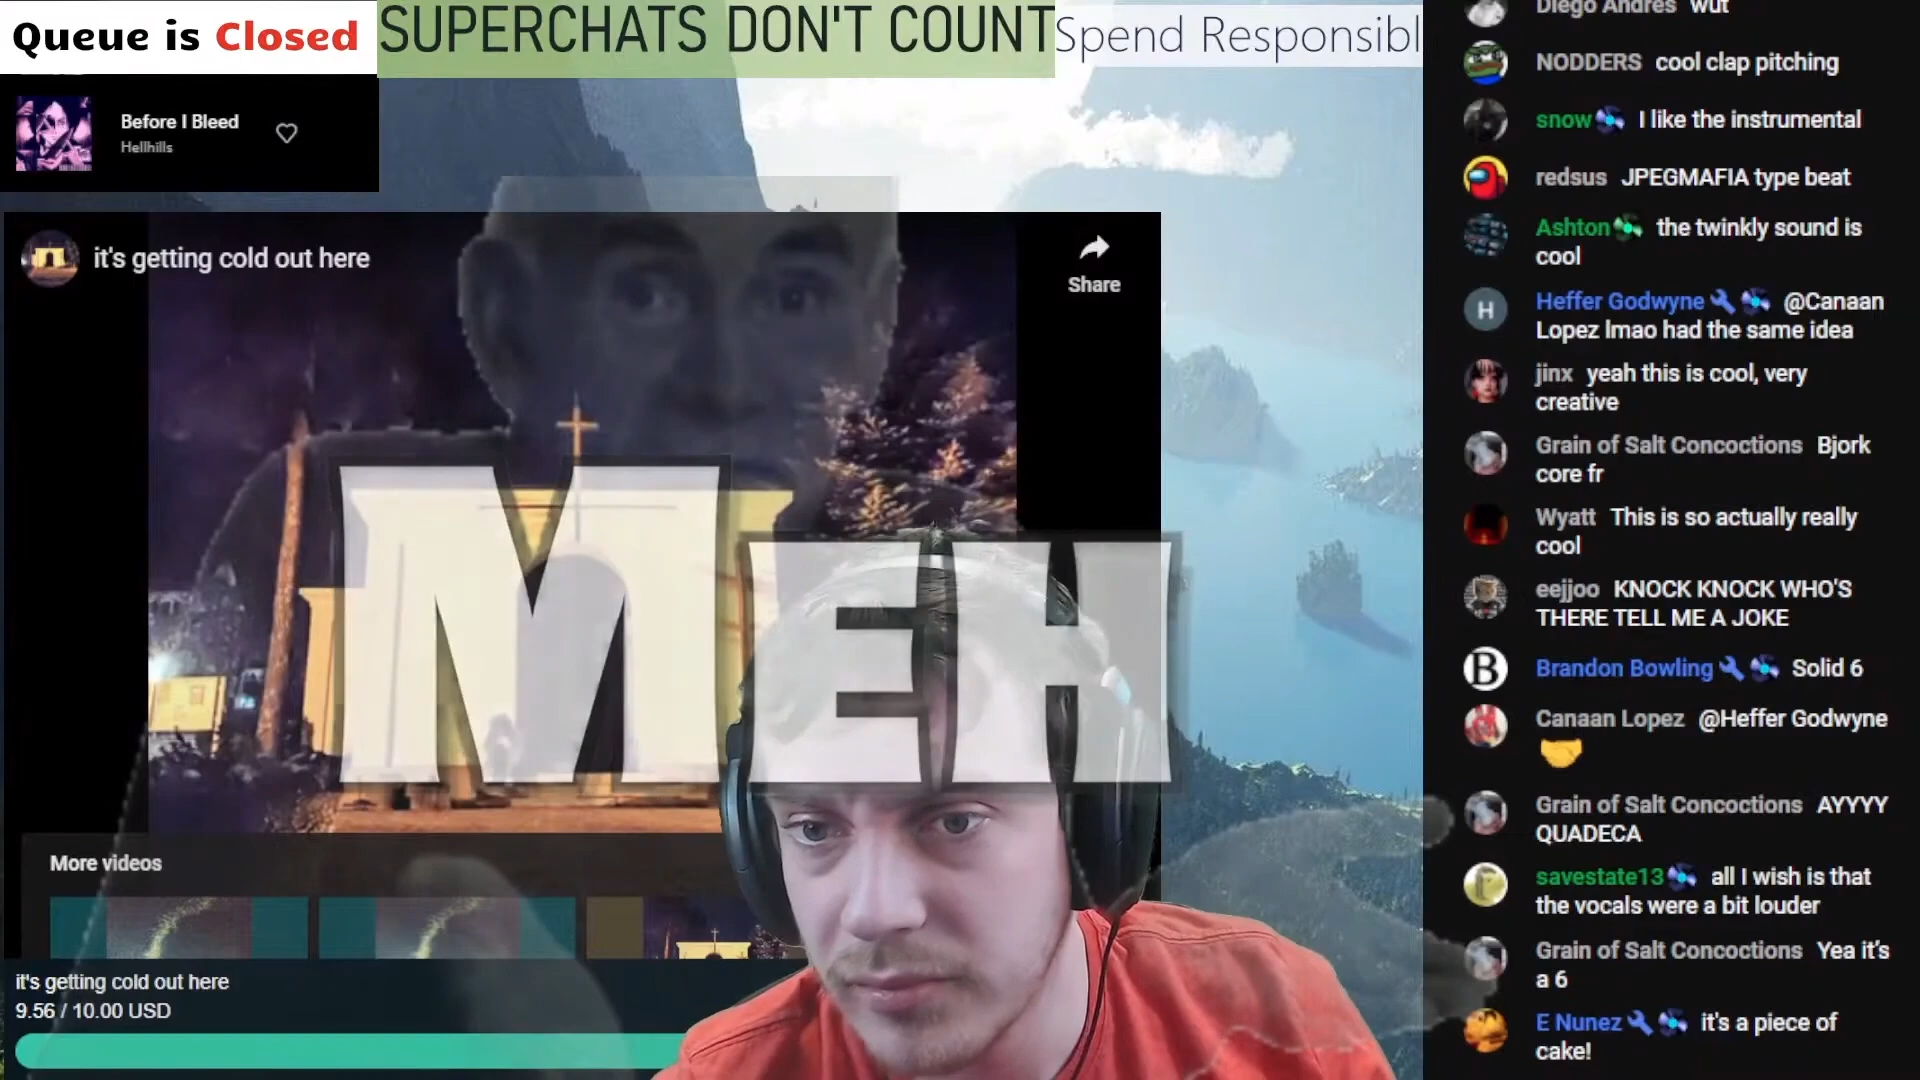 Queue is Closed
SUPERCHATS DON'T COUNT
Spend Responsibl
Before I Bleed
Hellhills
it's getting cold out here
Share
MEH
More videos
it's getting cold out here
9.56 / 10.00 USD
Diego Andres wut
NODDERS cool clap pitching
snow I like the instrumental
redsus JPEGMAFIA type beat
Ashton the twinkly sound is
cool
H
Heffer Godwyne @Canaan
Lopez lmao had the same idea
jinx yeah this is cool, very
creative
Grain of Salt Concoctions Bjork
core fr
Wyatt This is so actually really
cool
eejjoo KNOCK KNOCK WHO'S
THERE TELL ME A JOKE
B
Brandon Bowling Solid 6
Canaan Lopez @Heffer Godwyne
Grain of Salt Concoctions AYYYY
QUADECA
savestate13 all I wish is that
the vocals were a bit louder
Grain of Salt Concoctions Yea it's
a 6
E Nunez it's a piece of
cake!